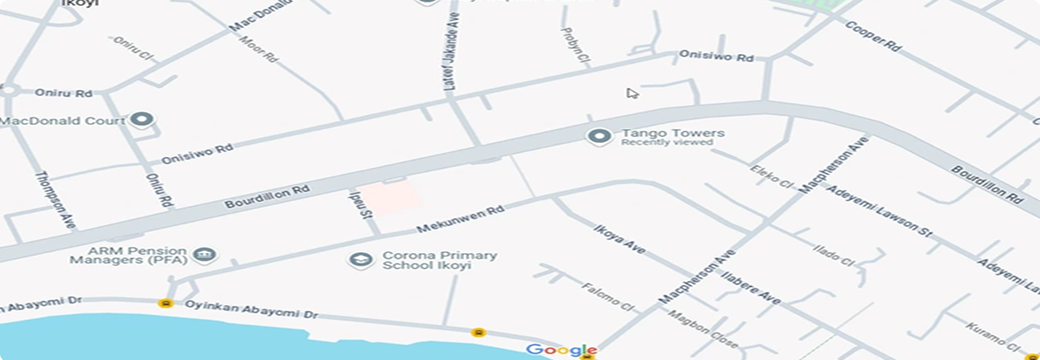 Ikoyi
Mac Donald
Oniru Cl
Moor Rd
Lateef Jakande Ave
Probyn Cl
Onisiwo Rd
Cooper Rd
Oniru Rd
MacDonald Court
Tango Towers
Recently viewed
Onisiwo Rd
Thompson Ave
Oniru Rd
Bourdillon Rd
Ipeu St
Mekunwen Rd
Eleko Cl
Macpherson Ave
Bourdillon Rd
Adeyemi Lawson St
ARM Pension
Managers (PFA)
Corona Primary
School Ikoyi
Ikoya Ave
Ilado Cl
Macpherson Ave
Ilabere Ave
Adeyemi
n Abayomi Dr
Oyinkan Abayomi Dr
Falomo Cl
Magbon Close
Kuramo Cl
Google